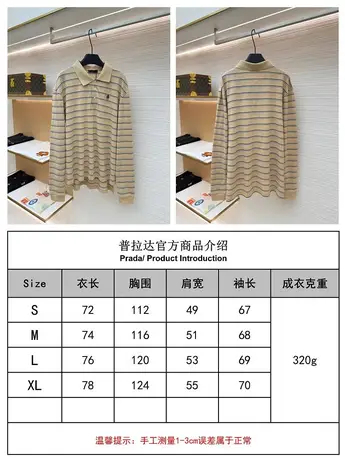 普拉达官方商品介绍
Prada/ Product Introduction
Size 衣长 胸围 肩宽 袖长 成衣克重
S 72 112 49 67
M 74 116 51 68
L 76 120 53 69
XL 78 124 55 70
320g
温馨提示：手工测量1-3cm误差属于正常